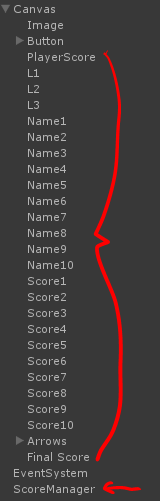 Canvas
Image
Button
PlayerScore
L1
L2
L3
Name1
Name2
Name3
Name4
Name5
Name6
Name7
Name8
Name9
Name10
Score1
Score2
Score3
Score4
Score5
Score6
Score7
Score8
Score9
Score10
Arrows
Final Score
EventSystem
ScoreManager